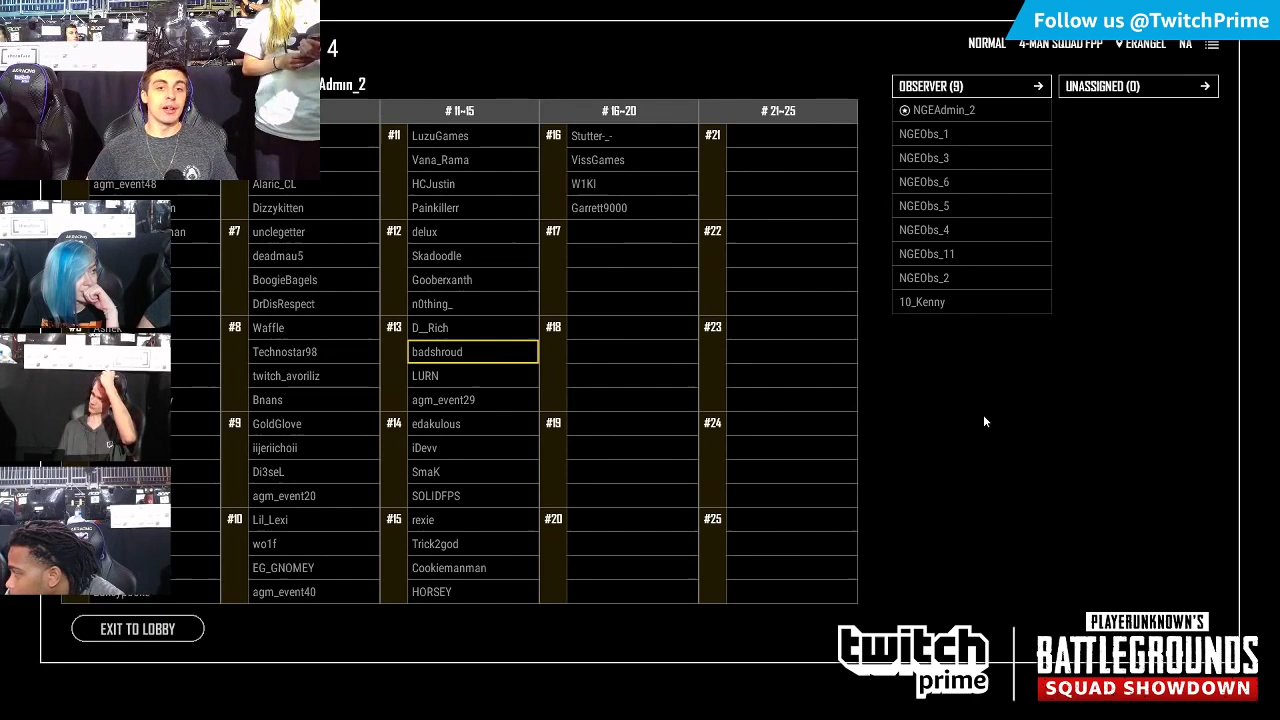 Follow us @TwitchPrime
4
NORMAL 4-MAN SQUAD FPP ERANGEL NA
Admin_2
OBSERVER (9)
UNASSIGNED (0)
# 11~15
# 16~20
# 21~25
agm_event48
Alaric_CL
Dizzykitten
#7
unclegetter
deadmau5
BoogieBagels
DrDisRespect
#8
Waffle
Technostar98
twitch_avoriliz
Bnans
#9
GoldGlove
iijeriichoii
Di3seL
agm_event20
#10
Lil_Lexi
wo1f
EG_GNOMEY
agm_event40
#11
LuzuGames
Vana_Rama
HCJustin
Painkillerr
#12
delux
Skadoodle
Gooberxanth
n0thing_
#13
D__Rich
badshroud
LURN
agm_event29
#14
edakulous
iDevv
SmaK
SOLIDFPS
#15
rexie
Trick2god
Cookiemanman
HORSEY
#16
Stutter-_-
VissGames
W1KI
Garrett9000
#17
#18
#19
#20
#21
#22
#23
#24
#25
NGEAdmin_2
NGEObs_1
NGEObs_3
NGEObs_6
NGEObs_5
NGEObs_4
NGEObs_11
NGEObs_2
10_Kenny
EXIT TO LOBBY
twitch
prime
PLAYERUNKNOWN'S
BATTLEGROUNDS
SQUAD SHOWDOWN